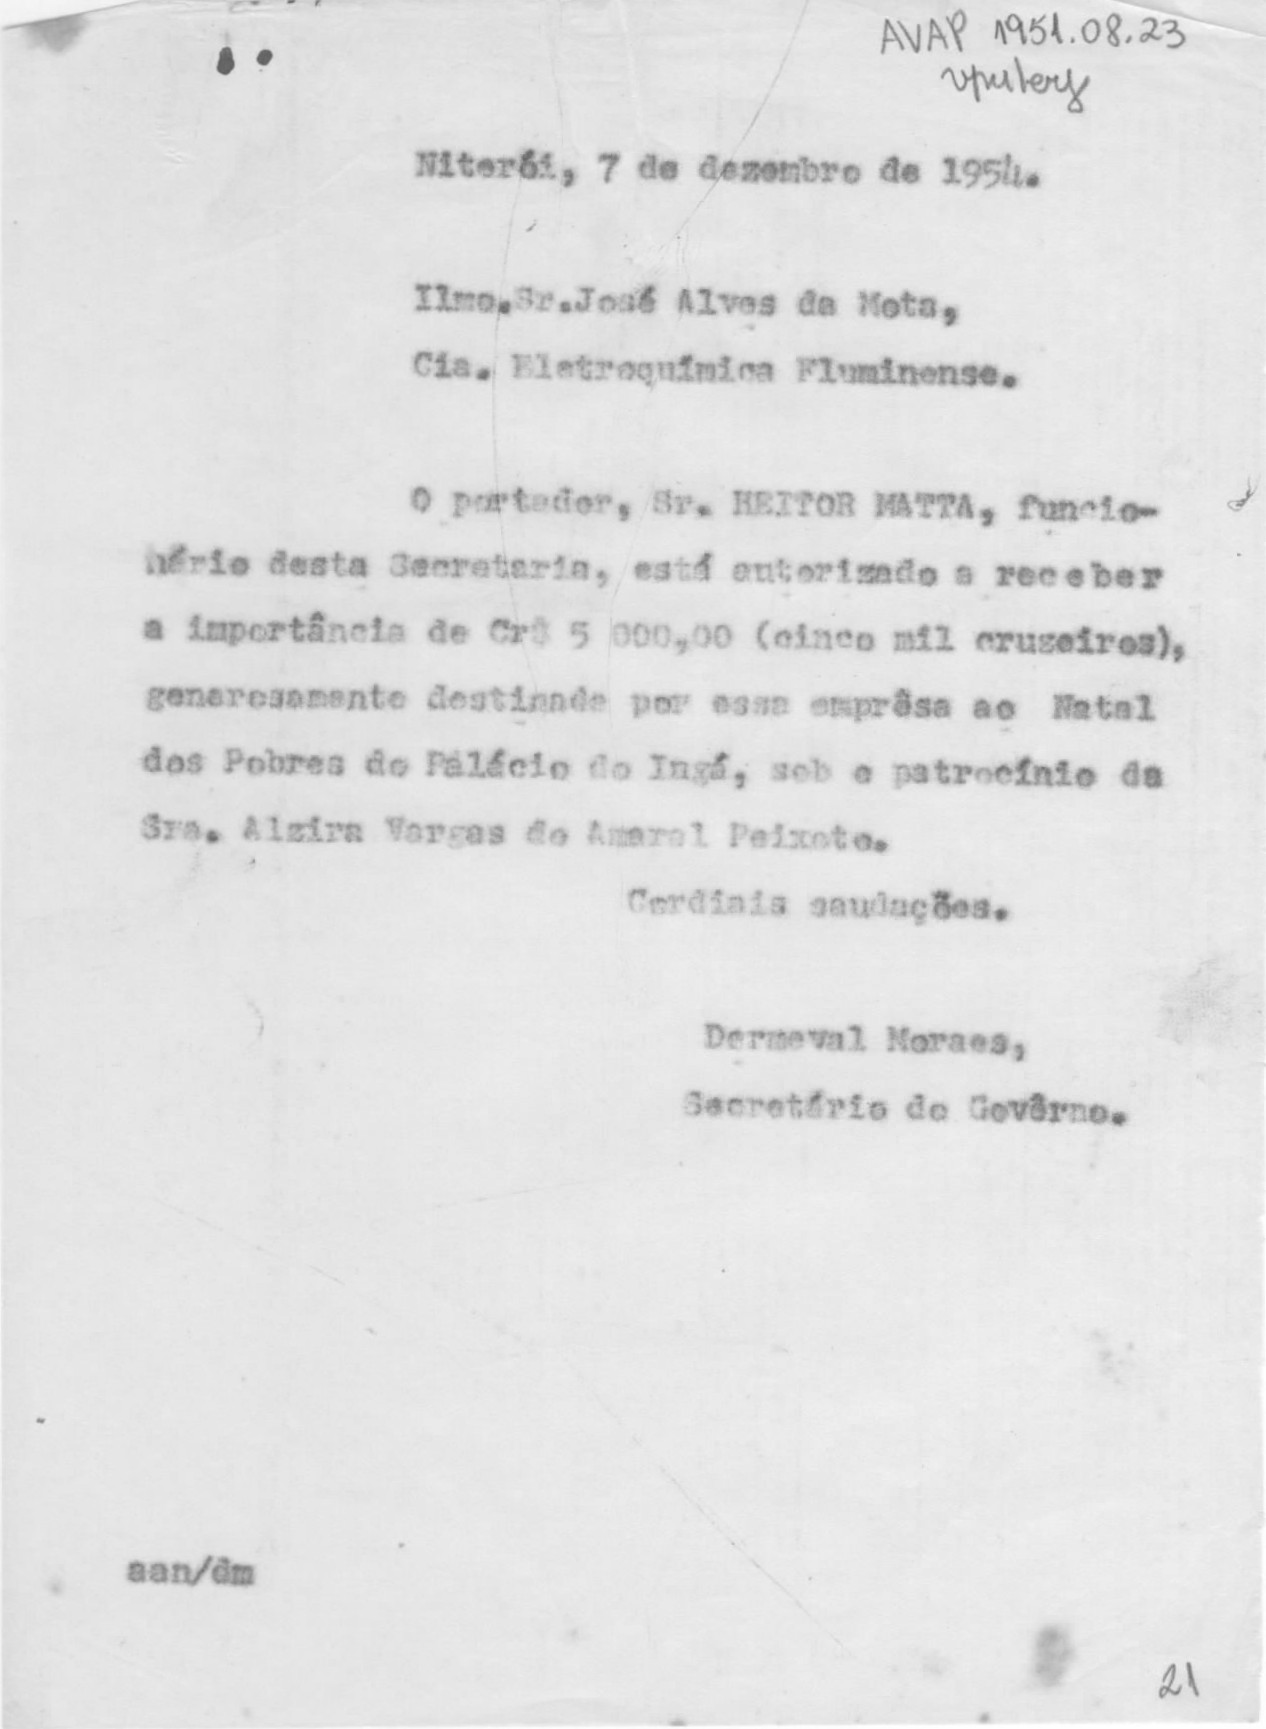 AVAP 1951.08.23
Niterói, 7 de dezembro de 1954.
Ilmo.Sr.José Alves da Mota,
Cia. Eletroquímica Fluminense.
O portador, Sr. HEITOR MATTA, funcio-
nário desta Secretaria, está autorizado a receber
a importância de Cr$ 5 000,00 (cinco mil cruzeiros),
generosamente destinada por essa emprêsa ao Natal
dos Pobres do Palácio do Ingá, sob o patrocínio da
Sra. Alzira Vargas do Amaral Peixoto.
Cordiais saudações.
Dermeval Moraes,
Secretário do Govêrno.
aan/dm
21